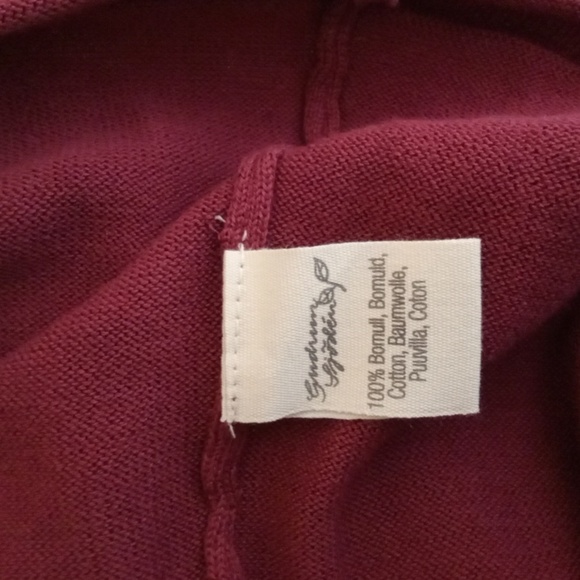 Gudrun
Sjödén
100% Bomull, Bomuld,
Cotton, Baumwolle,
Puuvilla, Coton